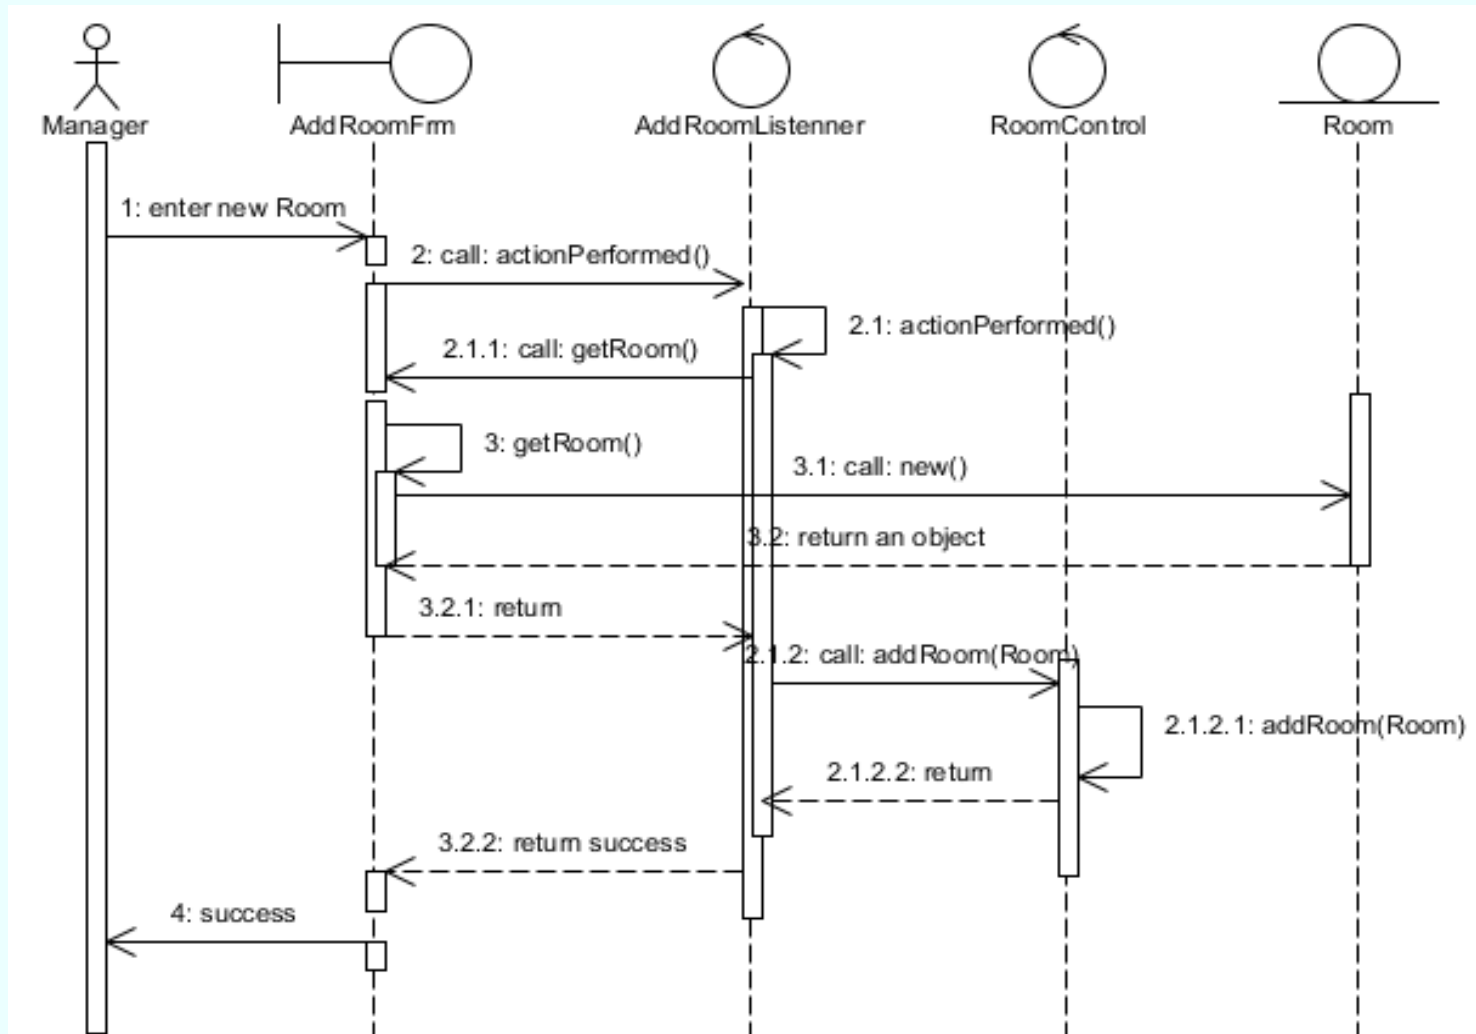 Manager
AddRoomFrm
AddRoomListenner
RoomControl
Room
1: enter new Room
2: call: actionPerformed()
2.1: actionPerformed()
2.1.1: call: getRoom()
3: getRoom()
3.1: call: new()
3.2: return an object
3.2.1: return
2.1.2: call: addRoom(Room)
2.1.2.1: addRoom(Room)
2.1.2.2: return
3.2.2: return success
4: success